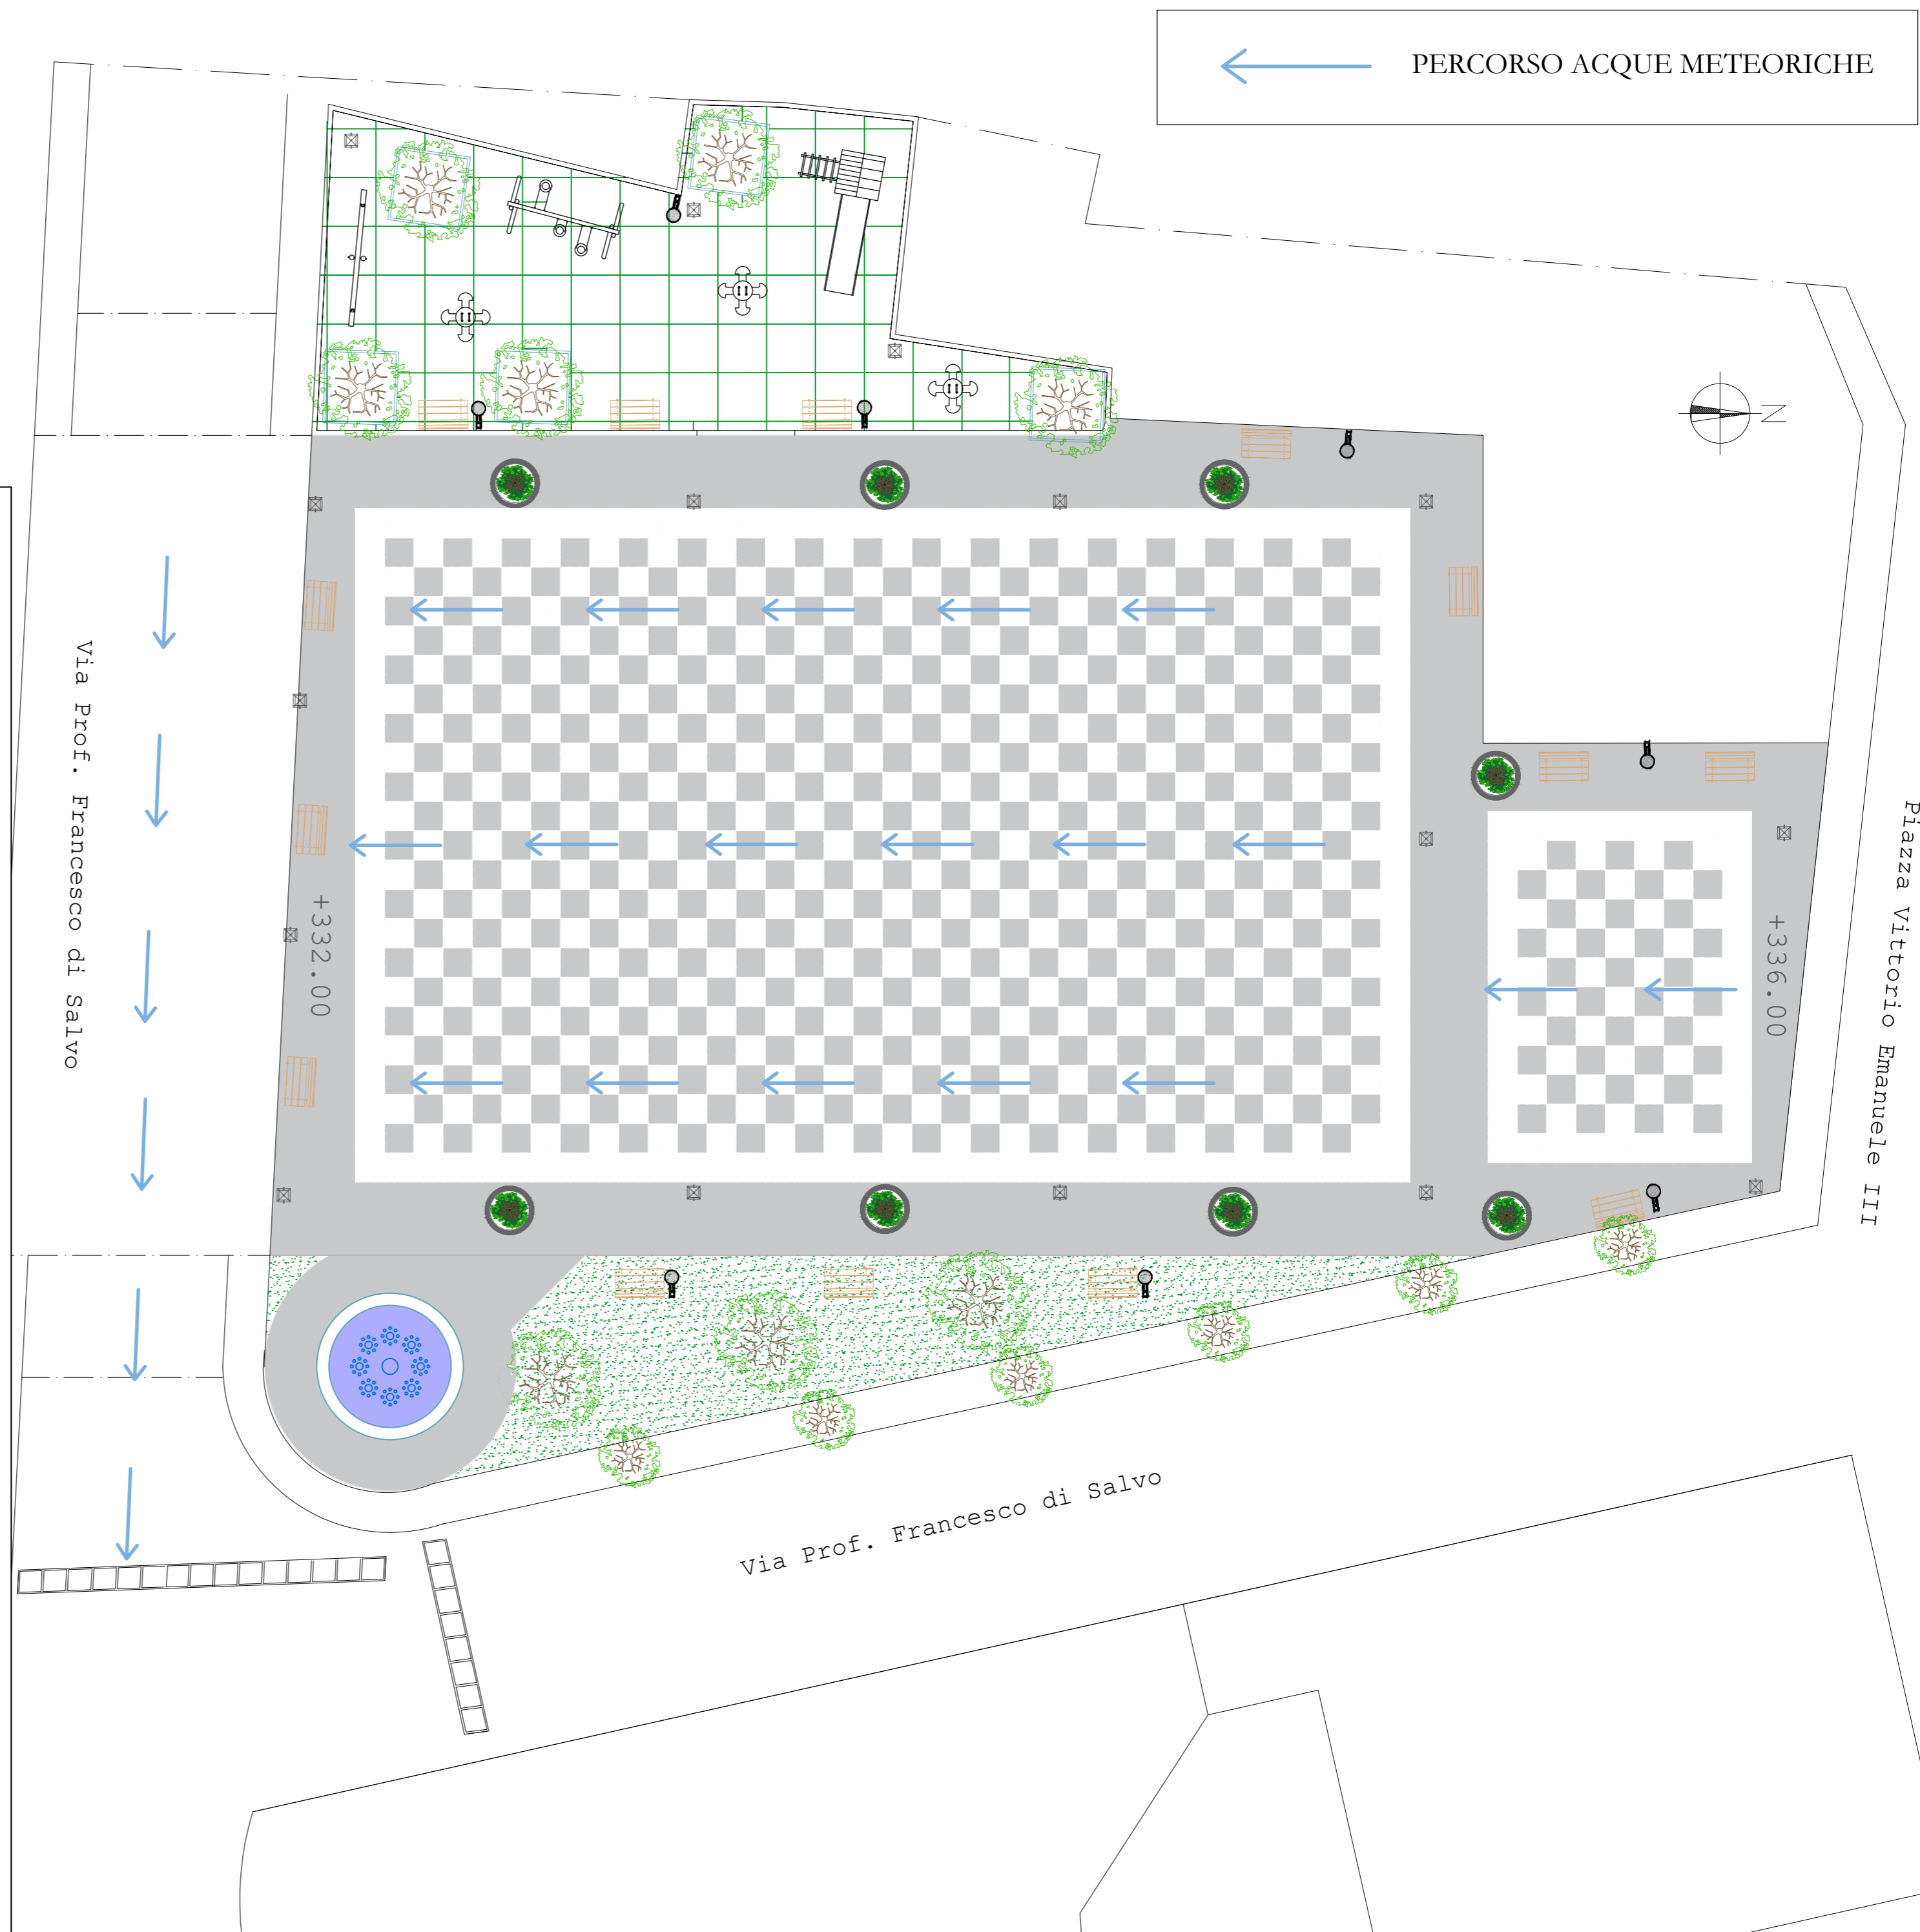 PERCORSO ACQUE METEORICHE
N
Via Prof. Francesco di Salvo
+332.00
+336.00
Piazza Vittorio Emanuele III
Via Prof. Francesco di Salvo